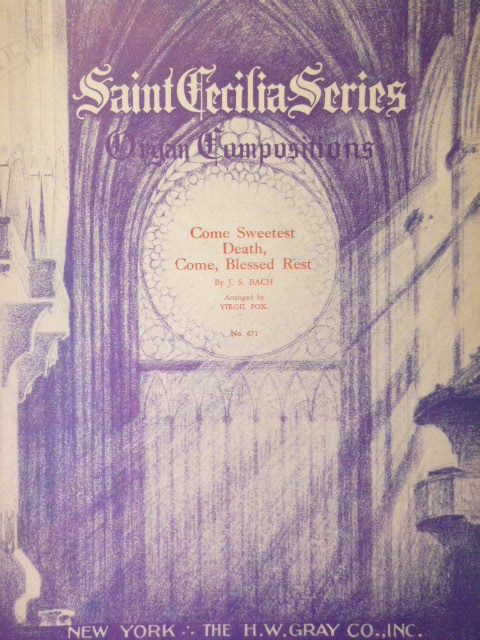 Saint Cecilia Series
Organ Compositions
Come Sweetest
Death,
Come, Blessed Rest
By J. S. BACH
Arranged by
VIRGIL FOX
No. 671
NEW YORK ∴ THE H.W. GRAY CO., INC.